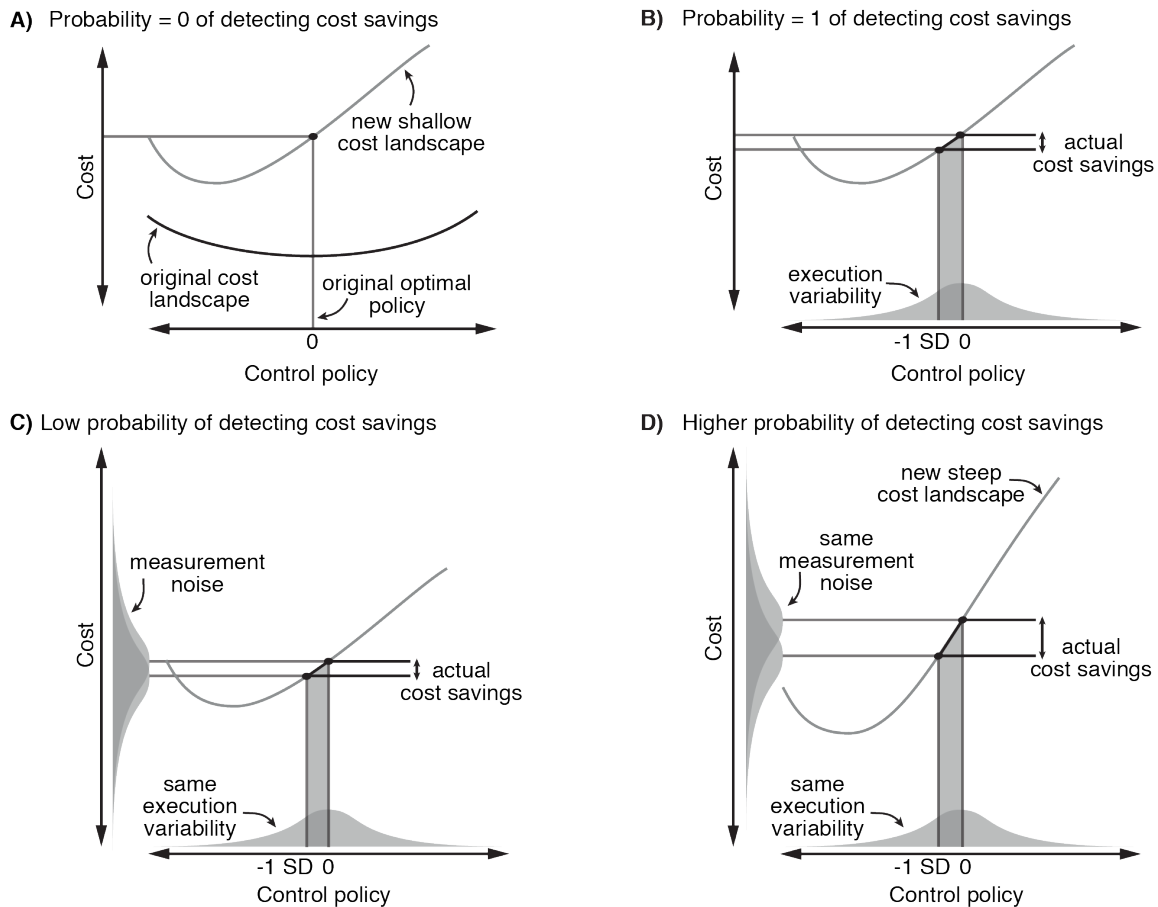 A) Probability = 0 of detecting cost savings
Cost
new shallow
cost landscape
original cost
landscape
original optimal
policy
0
Control policy
B) Probability = 1 of detecting cost savings
Cost
actual
cost savings
execution
variability
-1 SD 0
Control policy
C) Low probability of detecting cost savings
measurement
noise
Cost
actual
cost savings
same
execution
variability
-1 SD 0
Control policy
D) Higher probability of detecting cost savings
new steep
cost landscape
same
measurement
noise
Cost
actual
cost savings
same
execution
variability
-1 SD 0
Control policy